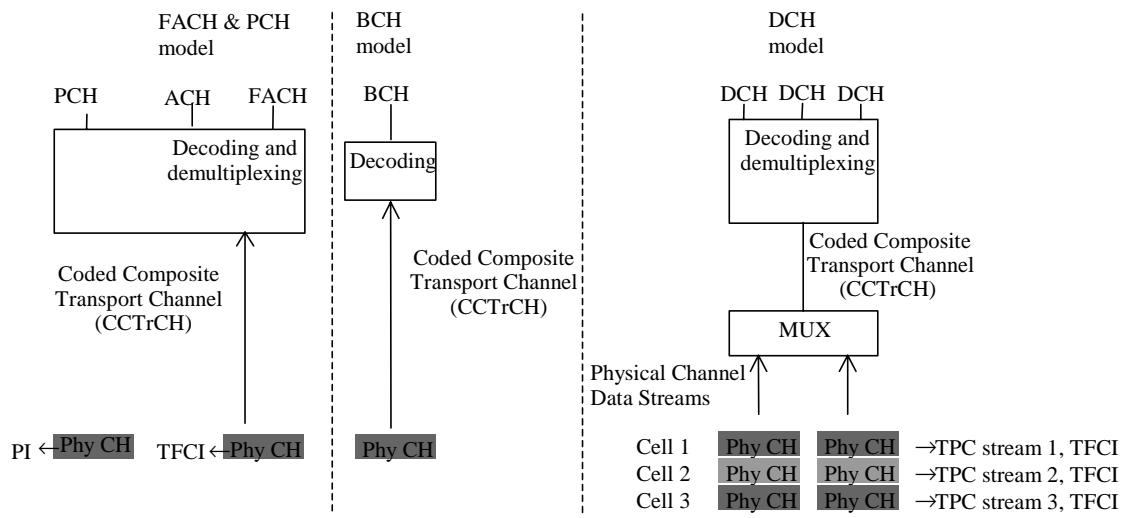 FACH & PCH
model
PCH
ACH
FACH
Decoding and
demultiplexing
Coded Composite
Transport Channel
(CCTrCH)
PI ←Phy CH
TFCI ←Phy CH
BCH
model
BCH
Decoding
Coded Composite
Transport Channel
(CCTrCH)
Phy CH
DCH
model
DCH DCH DCH
Decoding and
demultiplexing
Coded Composite
Transport Channel
(CCTrCH)
MUX
Physical Channel
Data Streams
Cell 1 Phy CH Phy CH →TPC stream 1, TFCI
Cell 2 Phy CH Phy CH →TPC stream 2, TFCI
Cell 3 Phy CH Phy CH →TPC stream 3, TFCI